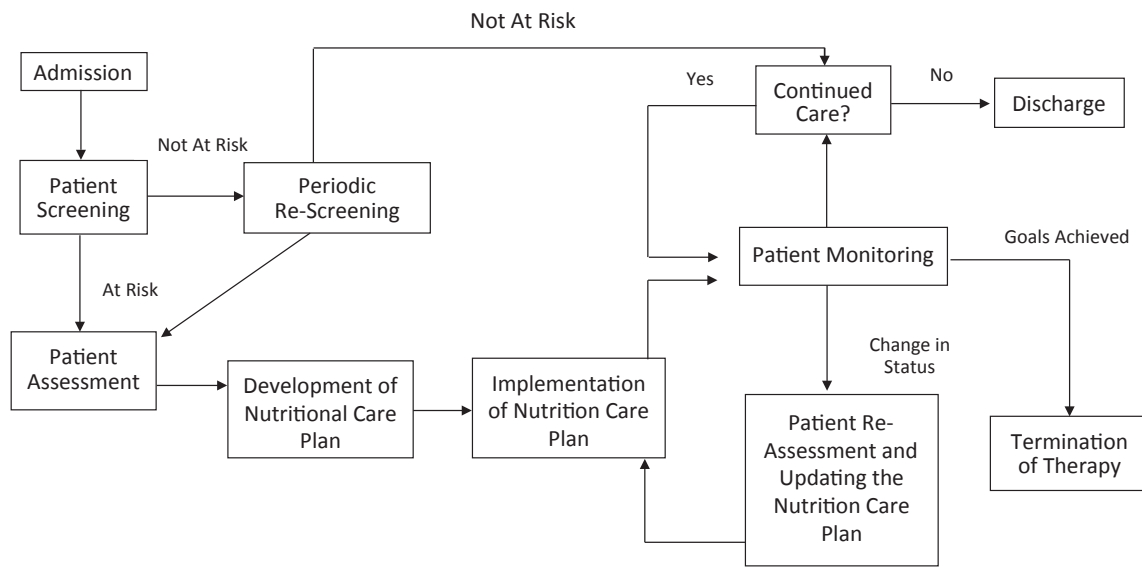 Not At Risk
Admission
Yes
Continued
Care?
No
Discharge
Not At Risk
Patient
Screening
Periodic
Re-Screening
Goals Achieved
Patient Monitoring
At Risk
Patient
Assessment
Development of
Nutritional Care
Plan
Implementation
of Nutrition Care
Plan
Change in
Status
Patient Re-
Assessment and
Updating the
Nutrition Care
Plan
Termination
of Therapy